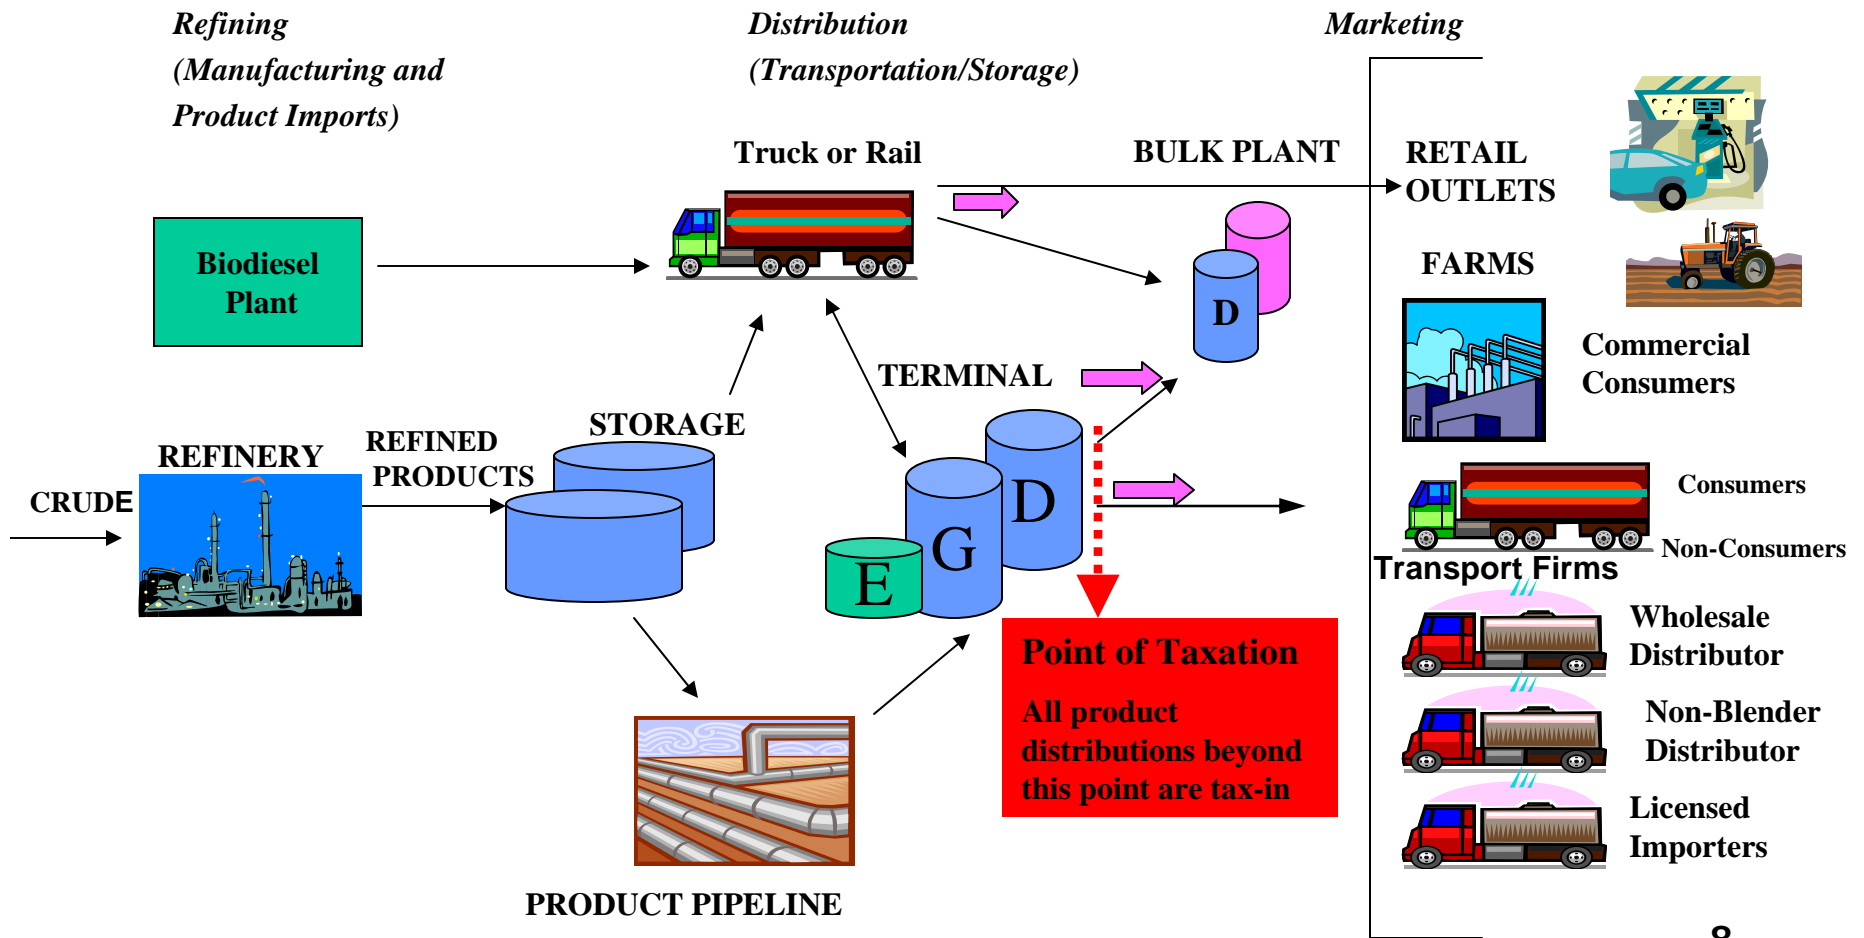 Refining
(Manufacturing and
Product Imports)
Distribution
(Transportation/Storage)
Marketing
Truck or Rail
BULK PLANT
RETAIL
OUTLETS
Biodiesel
Plant
FARMS
D
Commercial
Consumers
TERMINAL
STORAGE
REFINED
PRODUCTS
REFINERY
CRUDE
D
G
E
Consumers
Non-Consumers
Transport Firms
Wholesale
Distributor
Point of Taxation
All product
distributions beyond
this point are tax-in
Non-Blender
Distributor
Licensed
Importers
PRODUCT PIPELINE
8